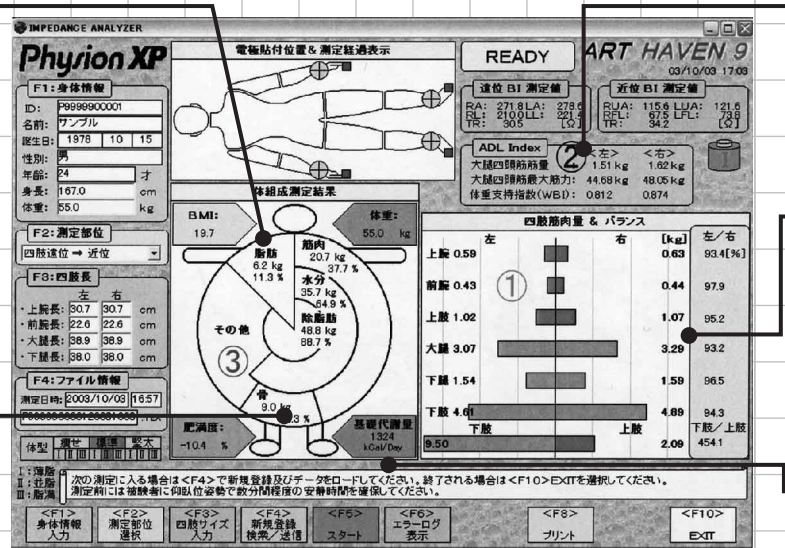 IMPEDANCE ANALYZER
Physion XP
電極貼付位置&測定経過表示
READY
ART HAVEN 9
03/10/03 17:03
F1:身体情報
ID: P9999900001
名前: サンプル
誕生日: 1978 10 15
性別: 男
年齢: 24 才
身長: 167.0 cm
体重: 55.0 kg
F2:測定部位
四肢遠位 → 近位
F3:四肢長
左 右
・上腕長: 30.7 30.7 cm
・前腕長: 22.6 22.6 cm
・大腿長: 38.9 38.9 cm
・下腿長: 38.0 38.0 cm
F4:ファイル情報
測定日時: 2003/10/03 16:57
体型 痩せ 標準 堅太
I II III I II III I II III
I:薄脂
II:並脂
III:脂満
遠位 BI 測定値
RA: 271.8 LA: 278.6
RL: 210.0 LL: 221.4
TR: 30.5 [Ω]
近位 BI 測定値
RUA: 115.6 LUA: 121.6
RFL: 67.5 LFL: 73.8
TR: 34.2 [Ω]
ADL Index ② <左> <右>
大腿四頭筋筋量 1.51 kg 1.62 kg
大腿四頭筋最大筋力: 44.68 kg 48.05 kg
体重支持指数(WBI): 0.812 0.874
体組成測定結果
BMI: 19.7
体重: 55.0 kg
脂肪 6.2 kg 11.3 %
筋肉 20.7 kg 37.7 %
水分 35.7 kg 64.9 %
除脂肪 48.8 kg 88.7 %
その他
③
骨 9.0 kg
肥満度: -10.4 %
基礎代謝量 1324 kCal/Day
四肢筋肉量 & バランス
左 右 [kg] 左/右
上腕 0.59 0.63 93.4[%]
前腕 0.43 ① 0.44 97.9
上肢 1.02 1.07 95.2
大腿 3.07 3.29 93.2
下腿 1.54 1.59 96.5
下肢 4.61 4.89 94.3
下肢 上肢 下肢/上肢
9.50 2.09 454.1
次の測定に入る場合は<F4>で新規登録及びデータをロードしてください。終了される場合は<F10>EXITを選択してください。
測定前には被験者に仰臥位姿勢で数分間程度の安静時間を確保してください。
<F1> 身体情報 入力
<F2> 測定部位 選択
<F3> 四肢サイズ 入力
<F4> 新規登録 検索/送信
<F5> スタート
<F6> エラーログ 表示
<F8> プリント
<F10> EXIT